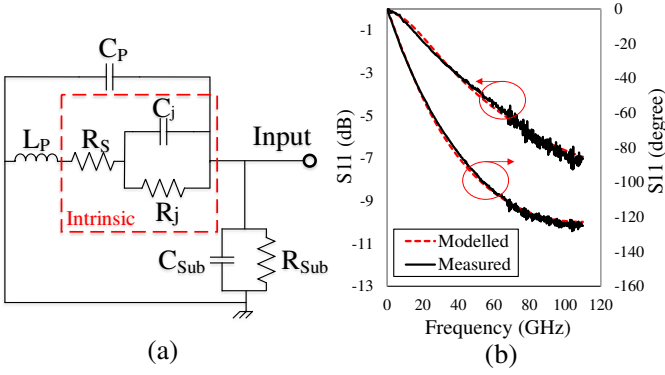 (a)
C_P
L_P
R_S
C_j
R_j
Intrinsic
Input
C_Sub
R_Sub
(b)
S11 (dB)
-1
-3
-5
-7
-9
-11
-13
Modelled
Measured
0 20 40 60 80 100 120
Frequency (GHz)
0
-20
-40
-60
-80
-100
-120
-140
-160
S11 (degree)